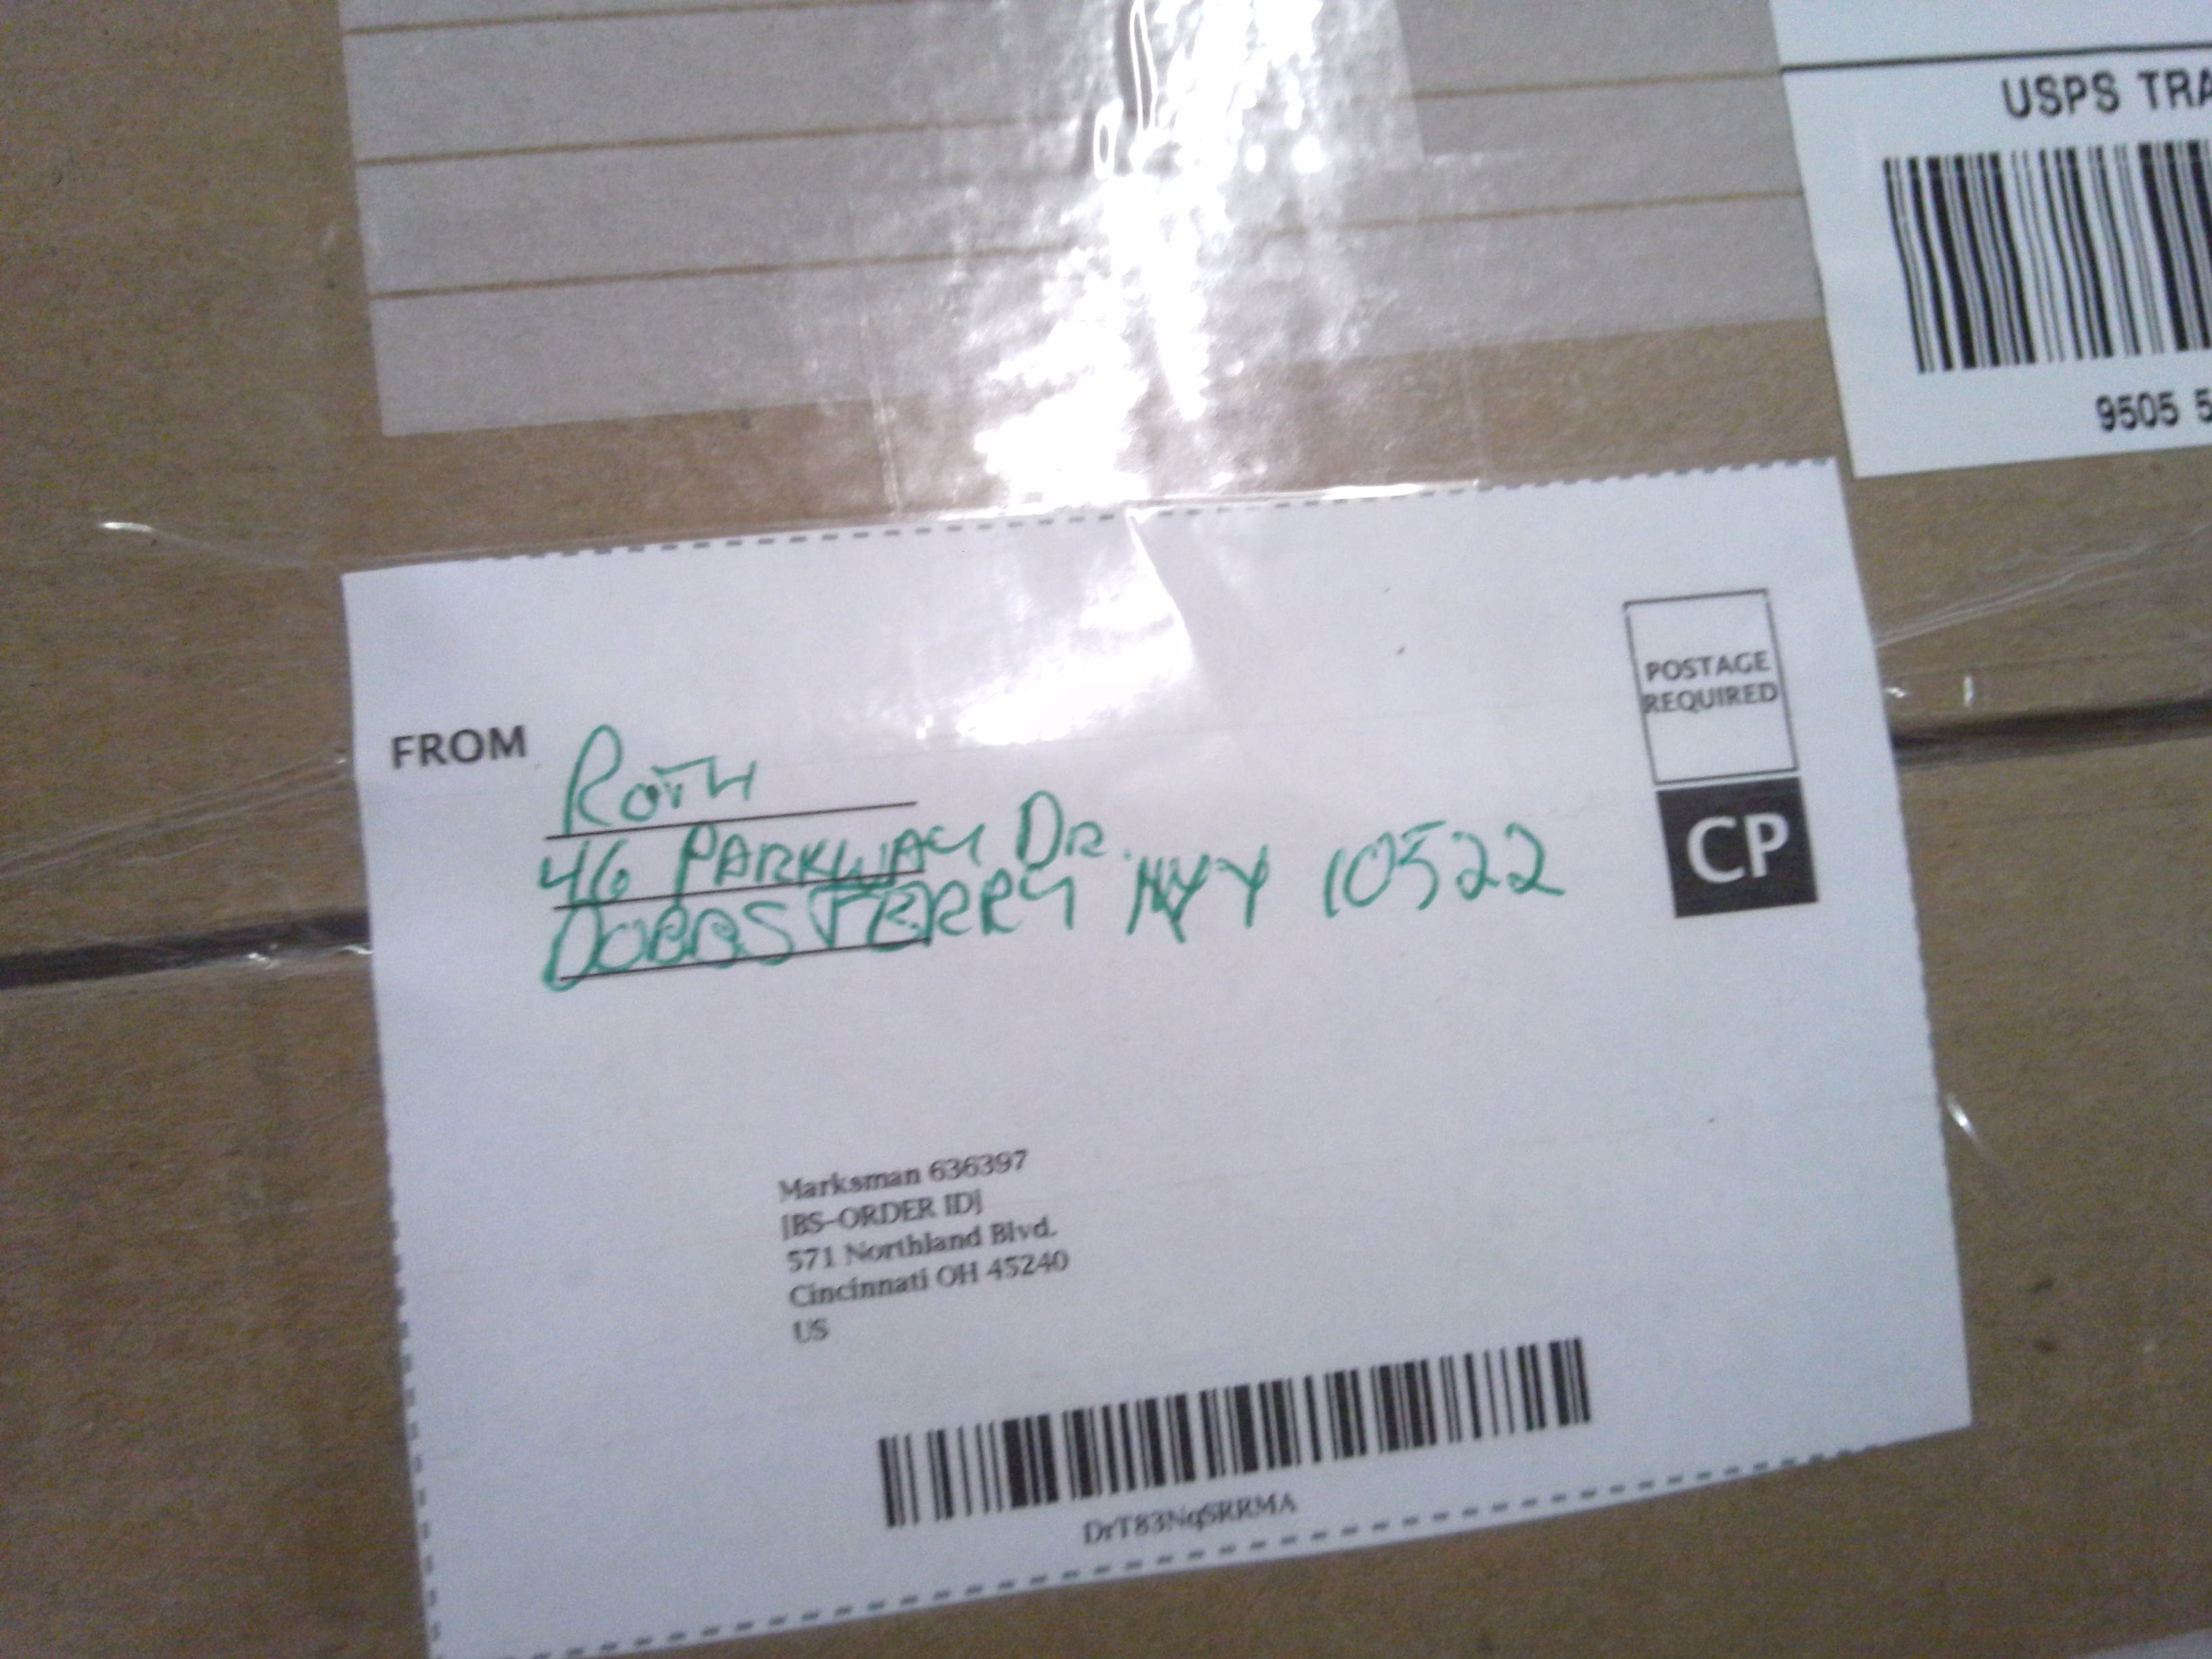 USPS TRA
9505 5
POSTAGE
REQUIRED
CP
FROM Roth
46 PARKWAY DR.
DOBBS FERRY NY 10522
Marksman 636397
[BS-ORDER ID]
571 Northland Blvd.
Cincinnati OH 45240
US
DrT83NqSRRMA